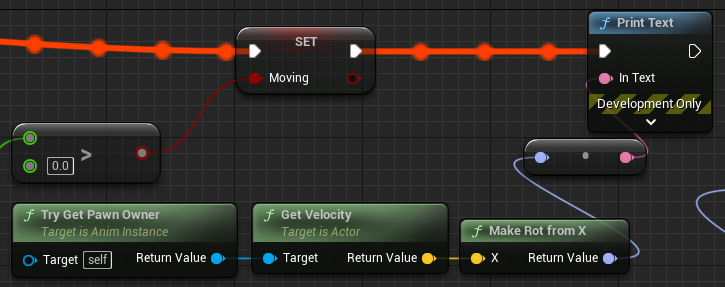 Print Text
SET
Moving
In Text
Development Only
0.0
>
Try Get Pawn Owner
Target is Anim Instance
Target self
Return Value
Get Velocity
Target is Actor
Target
Return Value
Make Rot from X
X
Return Value